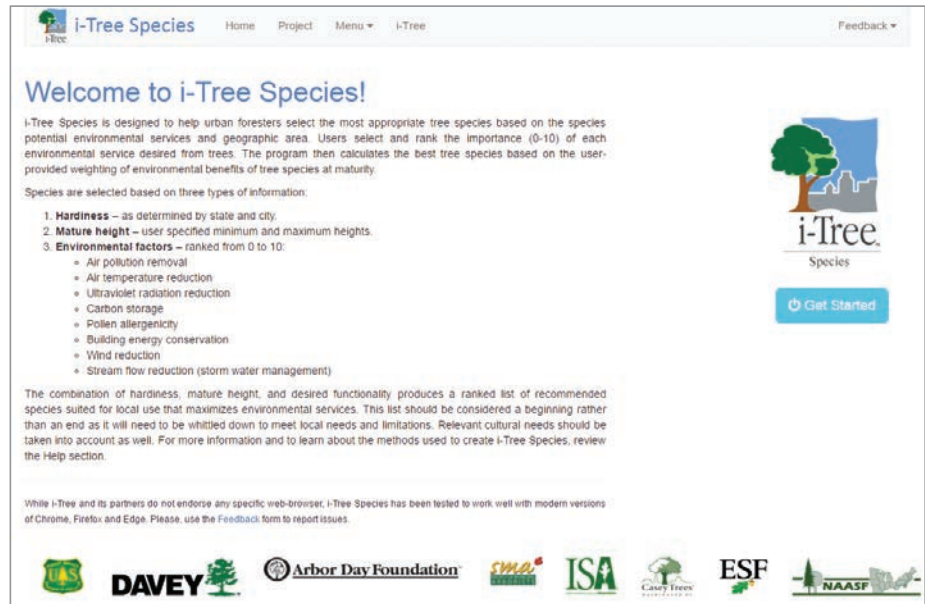 i-Tree Species Home Project Menu i-Tree Feedback
i-Tree
Welcome to i-Tree Species!
i-Tree Species is designed to help urban foresters select the most appropriate tree species based on the species
potential environmental services and geographic area. Users select and rank the importance (0-10) of each
environmental service desired from trees. The program then calculates the best tree species based on the user-
provided weighting of environmental benefits of tree species at maturity.
Species are selected based on three types of information:
1. Hardiness – as determined by state and city.
2. Mature height – user specified minimum and maximum heights.
3. Environmental factors – ranked from 0 to 10:
Air pollution removal
Air temperature reduction
Ultraviolet radiation reduction
Carbon storage
Pollen allergenicity
Building energy conservation
Wind reduction
Stream flow reduction (storm water management)
The combination of hardiness, mature height, and desired functionality produces a ranked list of recommended
species suited for local use that maximizes environmental services. This list should be considered a beginning rather
than an end as it will need to be whittled down to meet local needs and limitations. Relevant cultural needs should be
taken into account as well. For more information and to learn about the methods used to create i-Tree Species, review
the Help section.
While i-Tree and its partners do not endorse any specific web-browser, i-Tree Species has been tested to work well with modern versions
of Chrome, Firefox and Edge. Please, use the Feedback form to report issues.
i-Tree
Species
Get Started
UAS
DAVEY
Arbor Day Foundation
sma
ISA
Casey Trees
ESF
NAASF